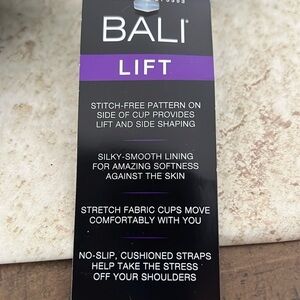 BALI
LIFT
STITCH-FREE PATTERN ON
SIDE OF CUP PROVIDES
LIFT AND SIDE SHAPING
SILKY-SMOOTH LINING
FOR AMAZING SOFTNESS
AGAINST THE SKIN
STRETCH FABRIC CUPS MOVE
COMFORTABLY WITH YOU
NO-SLIP, CUSHIONED STRAPS
HELP TAKE THE STRESS
OFF YOUR SHOULDERS